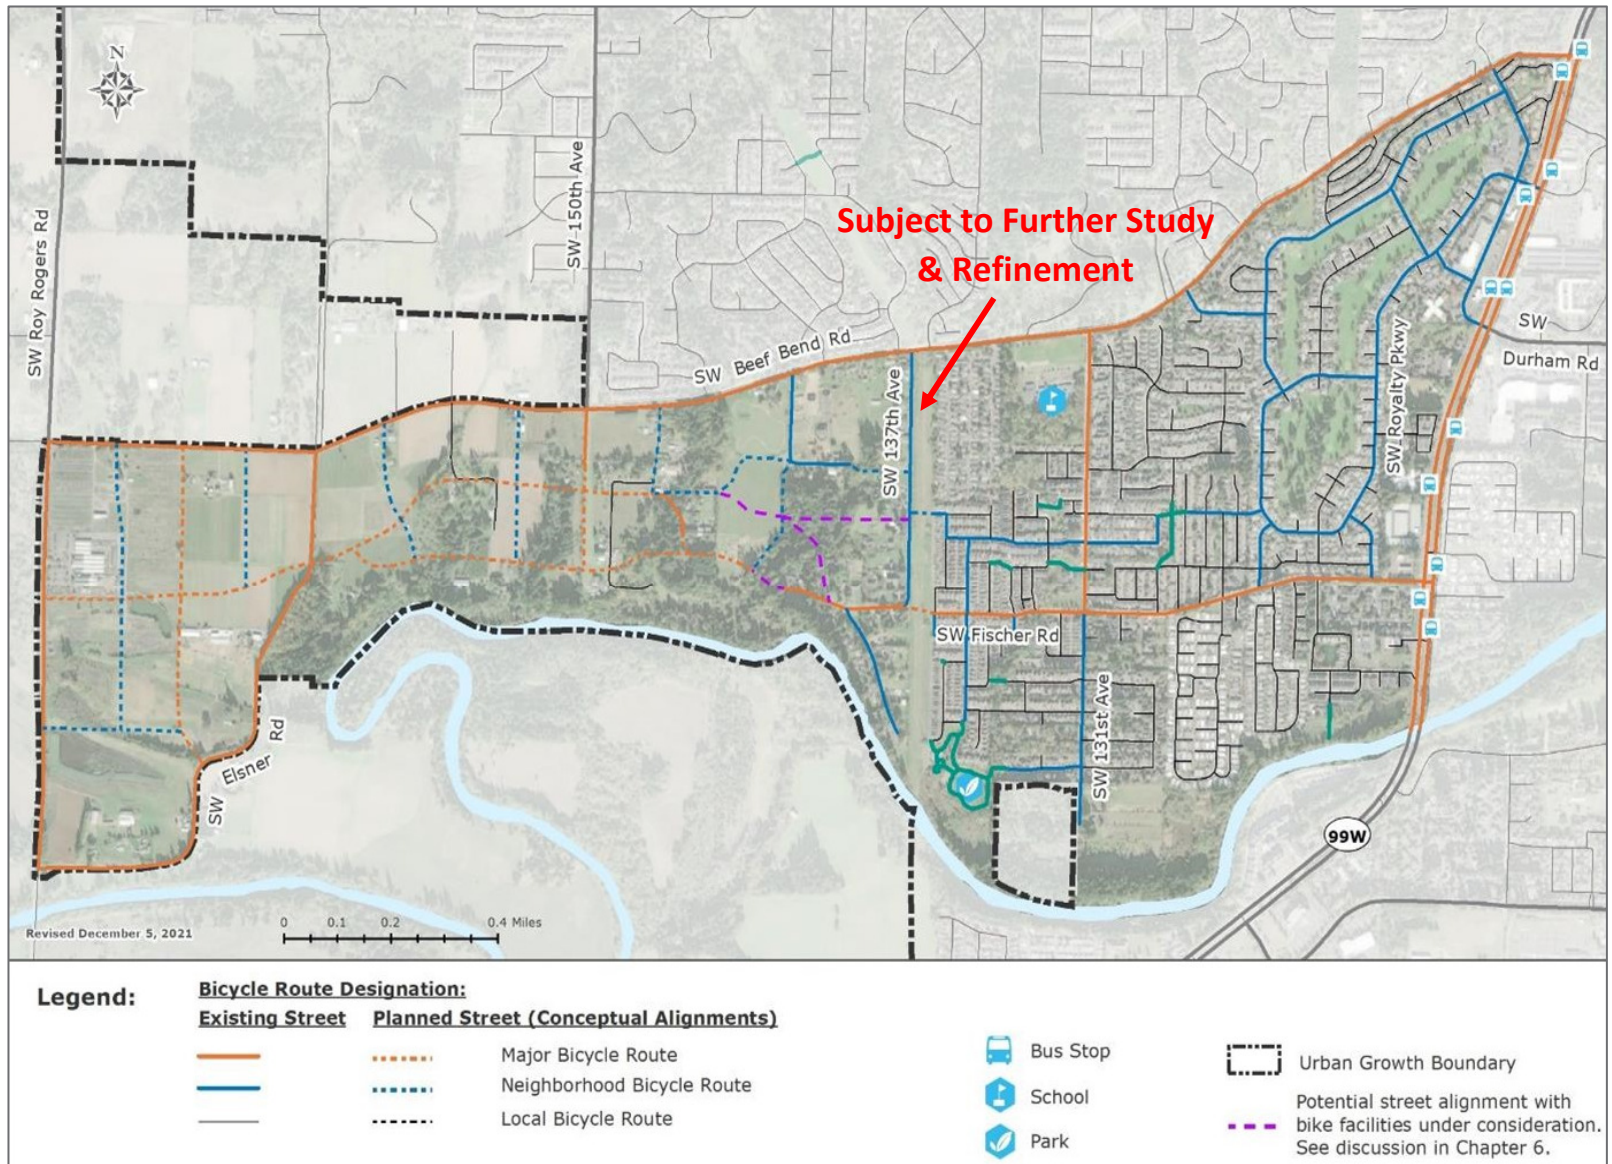 N
SW Roy Rogers Rd
SW 150th Ave
Subject to Further Study
& Refinement
SW Beef Bend Rd
SW 137th Ave
SW Royalty Pkwy
SW
Durham Rd
SW Fischer Rd
SW 131st Ave
SW Elsner Rd
99W
0 0.1 0.2 0.4 Miles
Revised December 5, 2021
Legend:
Bicycle Route Designation:
Existing Street Planned Street (Conceptual Alignments)
Major Bicycle Route
Neighborhood Bicycle Route
Local Bicycle Route
Bus Stop
School
Park
Urban Growth Boundary
Potential street alignment with
bike facilities under consideration.
See discussion in Chapter 6.